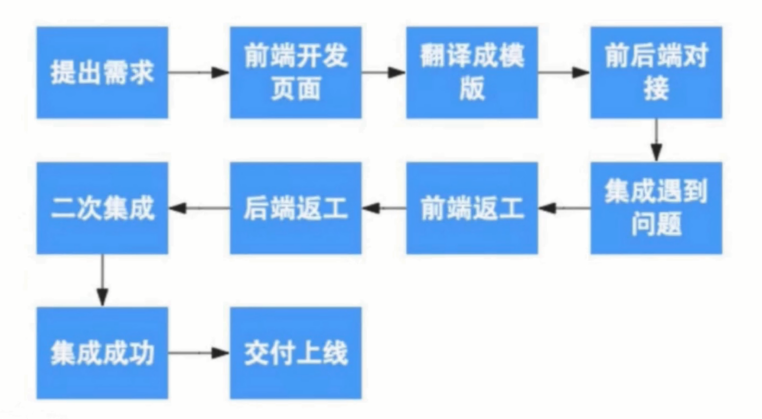 提出需求
前端开发
页面
翻译成模
版
前后端对
接
集成遇到
问题
前端返工
后端返工
二次集成
集成成功
交付上线